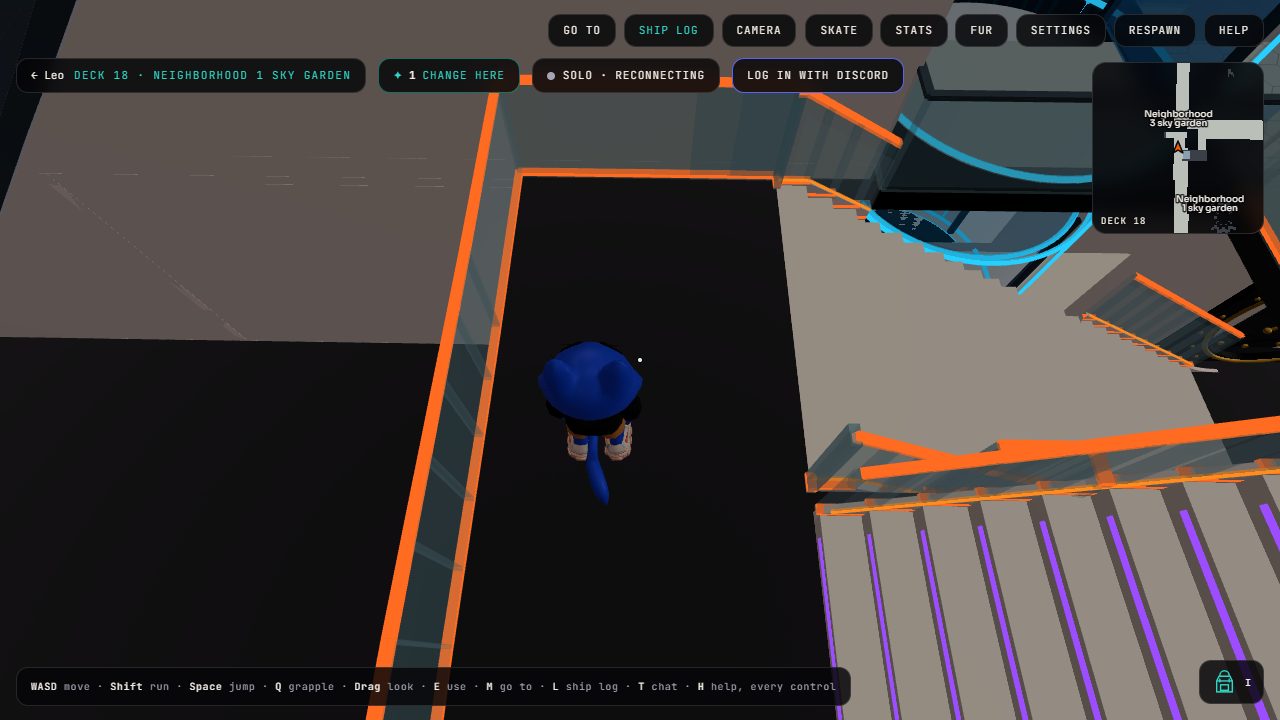 GO TO
SHIP LOG
CAMERA
SKATE
STATS
FUR
SETTINGS
RESPAWN
HELP
← Leo DECK 18 · NEIGHBORHOOD 1 SKY GARDEN
✦ 1 CHANGE HERE
SOLO · RECONNECTING
LOG IN WITH DISCORD
Neighborhood
3 sky garden
Neighborhood
1 sky garden
DECK 18
WASD move · Shift run · Space jump · Q grapple · Drag look · E use · M go to · L ship log · T chat · H help, every control
I